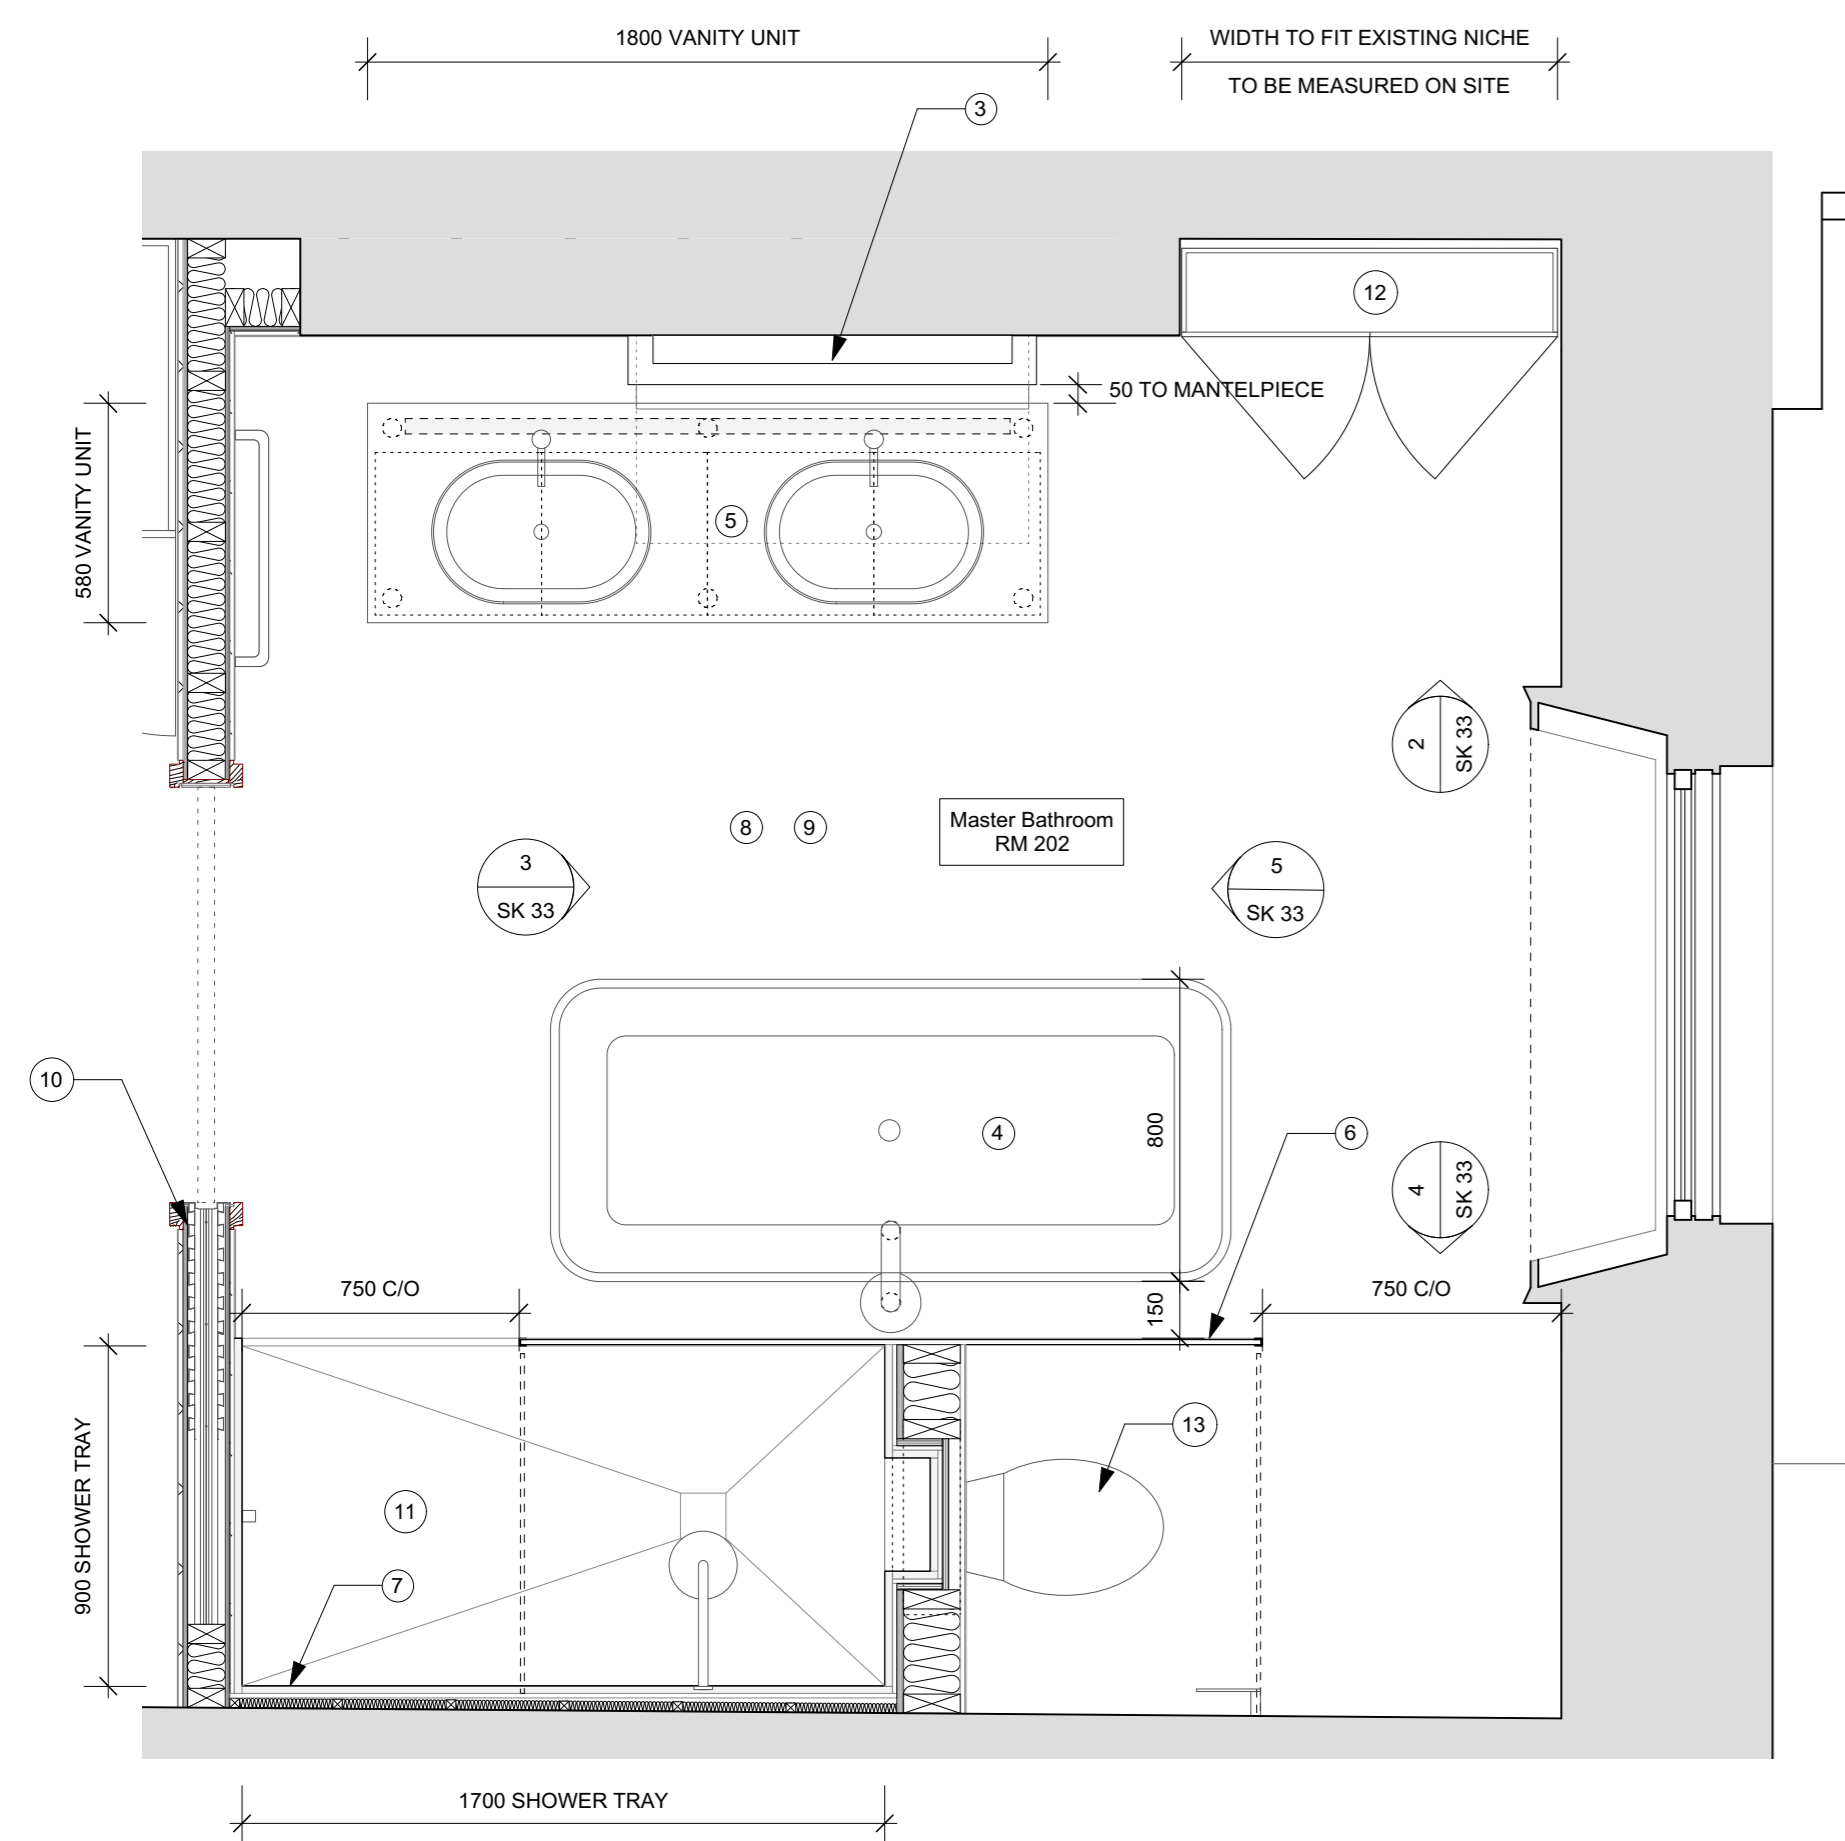 1800 VANITY UNIT
WIDTH TO FIT EXISTING NICHE
TO BE MEASURED ON SITE
3
12
50 TO MANTELPIECE
580 VANITY UNIT
5
2
SK 33
8
9
Master Bathroom
RM 202
3
SK 33
5
SK 33
10
4
800
6
4
SK 33
750 C/O
150
750 C/O
13
11
900 SHOWER TRAY
7
1700 SHOWER TRAY